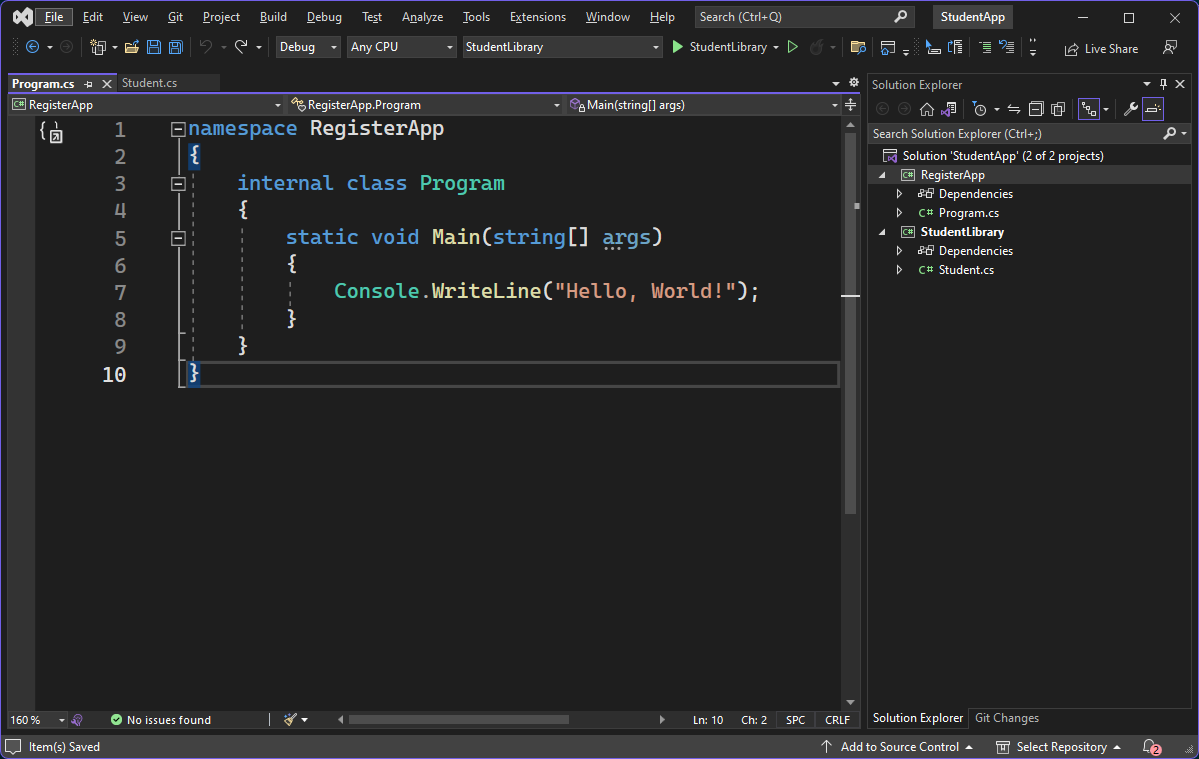 File Edit View Git Project Build Debug Test Analyze Tools Extensions Window Help Search (Ctrl+Q) StudentApp
Debug Any CPU StudentLibrary StudentLibrary Live Share
Program.cs Student.cs
RegisterApp RegisterApp.Program Main(string[] args)
1 namespace RegisterApp
2 {
3 internal class Program
4 {
5 static void Main(string[] args)
6 {
7 Console.WriteLine("Hello, World!");
8 }
9 }
10 }
160 % No issues found Ln: 10 Ch: 2 SPC CRLF
Solution Explorer
Search Solution Explorer (Ctrl+;)
Solution 'StudentApp' (2 of 2 projects)
C# RegisterApp
Dependencies
C# Program.cs
C# StudentLibrary
Dependencies
C# Student.cs
Solution Explorer Git Changes
Item(s) Saved Add to Source Control Select Repository 2